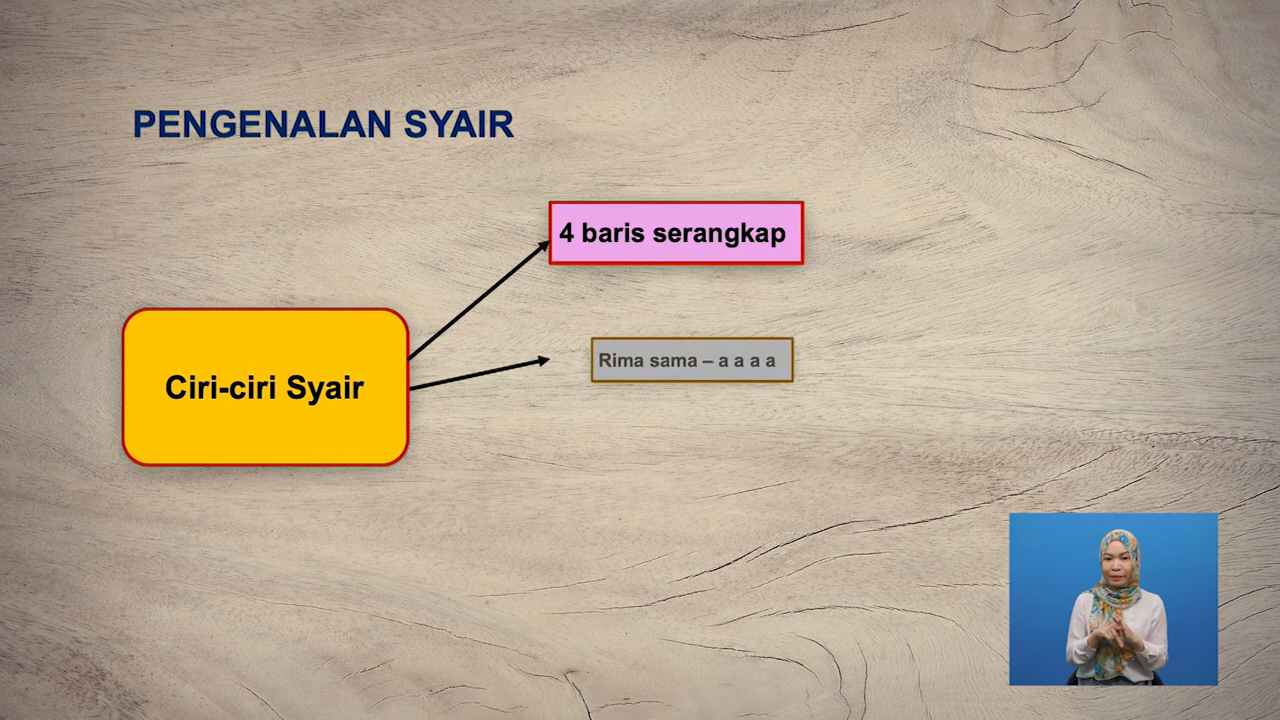 PENGENALAN SYAIR
4 baris serangkap
Rima sama – a a a a
Ciri-ciri Syair